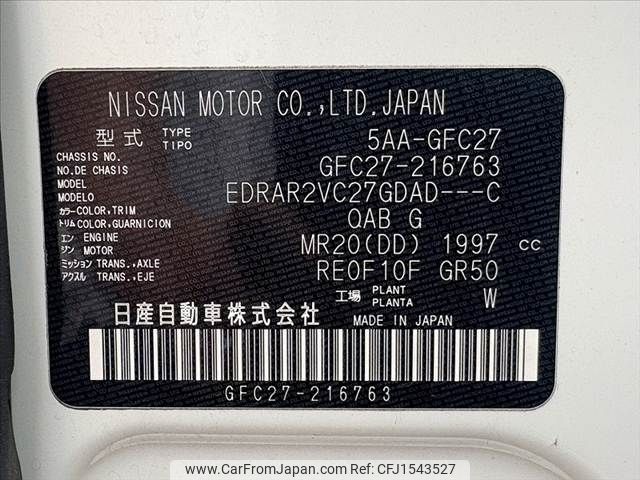 NISSAN MOTOR CO.,LTD.JAPAN
型式 TYPE TIPO 5AA-GFC27
CHASSIS NO. NO.DE CHASIS GFC27-216763
MODEL MODELO EDRAR2VC27GDAD---C
カラー COLOR,TRIM
トリム COLOR,GUARNICION QAB G
エンジン ENGINE MOTOR MR20(DD) 1997 cc
ミッション TRANS.,AXLE
アクスル TRANS.,EJE RE0F10F GR50
工場 PLANT PLANTA W
日産自動車株式会社 MADE IN JAPAN
GFC27-216763
www.CarFromJapan.com | Car ID: CFJ1543527